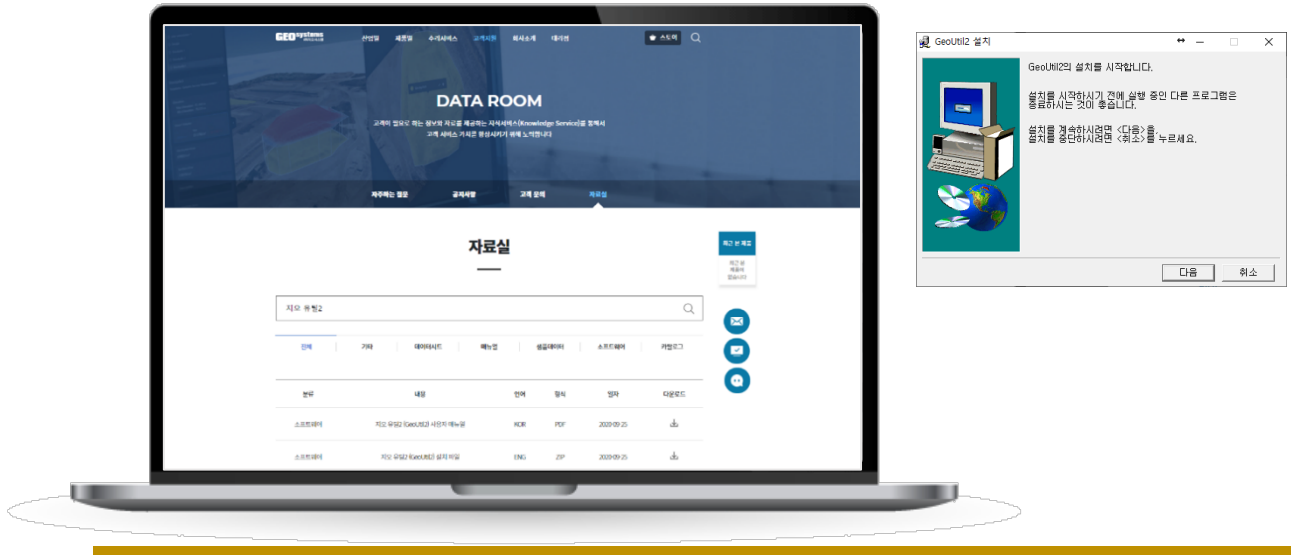 GEOsystems
산업별 제품별 수리서비스 고객지원 회사소개 대리점
스토어
DATA ROOM
고객이 필요로 하는 정보와 자료를 제공하는 지식서비스(Knowledge Service)를 통해서
고객 서비스 가치를 향상시키기 위해 노력합니다
자주하는 질문 공지사항 고객 문의 자료실
자료실
최근 본 제품
최근 본
제품이
없습니다
지오 유틸2
전체 기타 데이터시트 매뉴얼 샘플데이터 소프트웨어 카탈로그
분류 내용 언어 형식 일자 다운로드
소프트웨어 지오 유틸2 (GeoUtil2) 사용자 매뉴얼 KOR PDF 2020-09-25
소프트웨어 지오 유틸2 (GeoUtil2) 설치 파일 ENG ZIP 2020-09-25
GeoUtil2 설치
GeoUtil2의 설치를 시작합니다.
설치를 시작하시기 전에 실행 중인 다른 프로그램은
종료하시는 것이 좋습니다.
설치를 계속하시려면 <다음>을,
설치를 중단하시려면 <취소>를 누르세요.
다음 취소